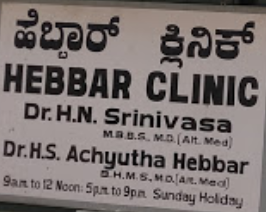 ಹೆಬ್ಬಾರ್ ಕ್ಲಿನಿಕ್
HEBBAR CLINIC
Dr.H.N. Srinivasa
M.B.B.S., M.D.(Alt. Med)
Dr.H.S. Achyutha Hebbar
B.H.M.S., M.D.(Alt. Med)
9am to 12 Noon: 5pm to 9pm Sunday Holiday